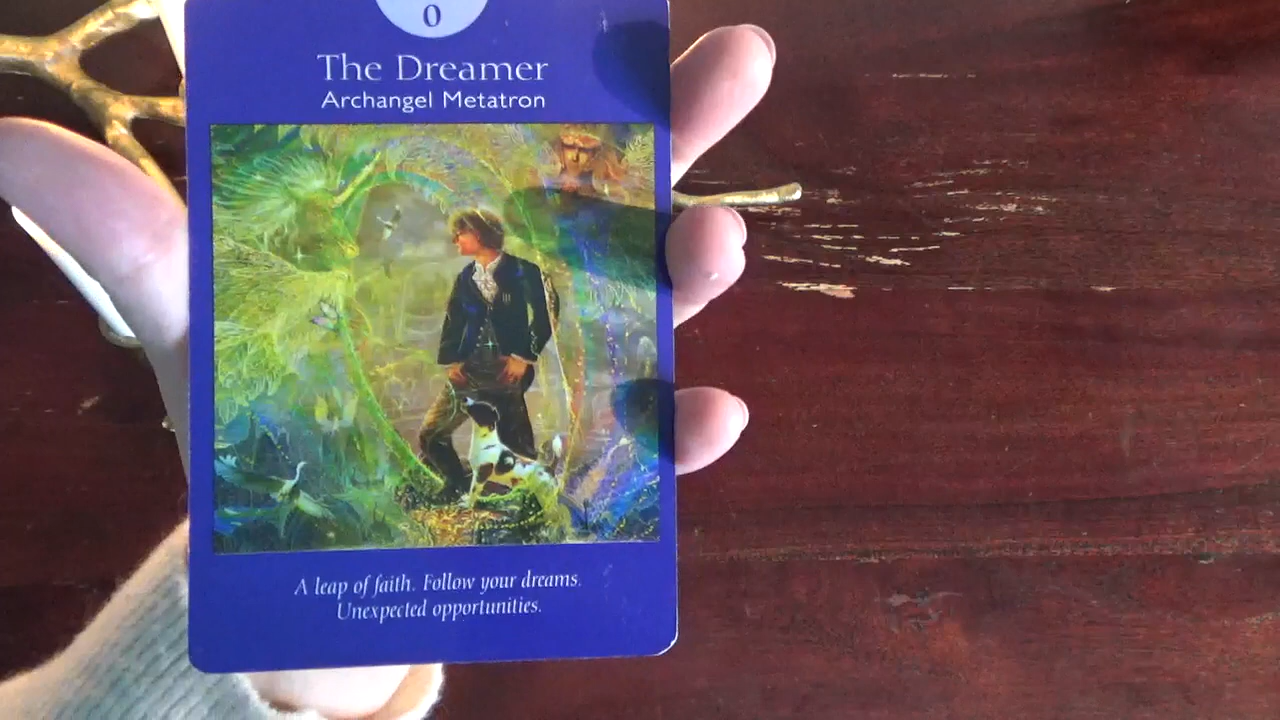 0
The Dreamer
Archangel Metatron
A leap of faith. Follow your dreams.
Unexpected opportunities.